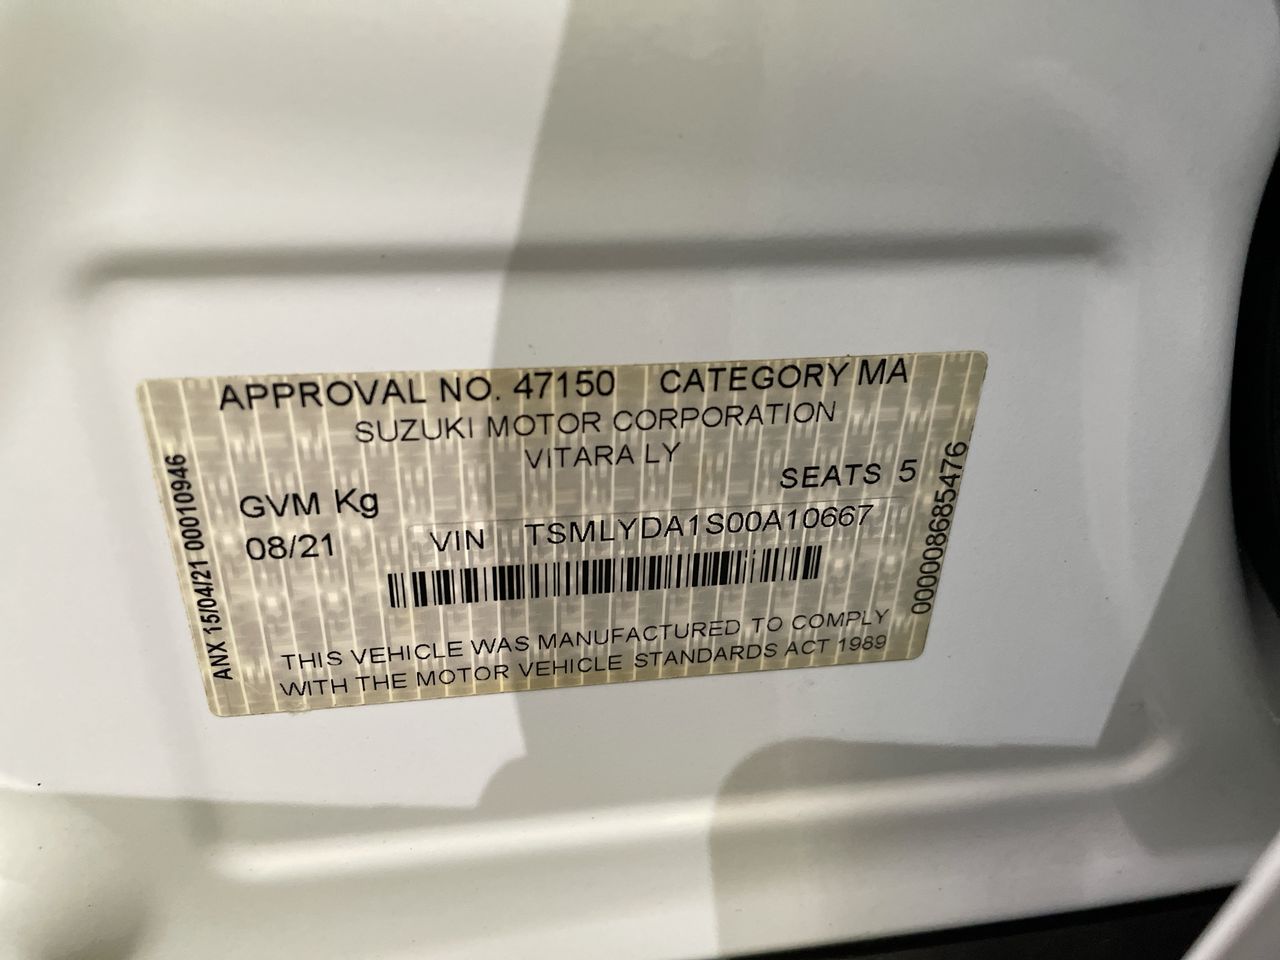 APPROVAL NO. 47150 CATEGORY MA
SUZUKI MOTOR CORPORATION
VITARA LY
SEATS 5
GVM Kg
08/21
VIN TSMLYDA1S00A10667
THIS VEHICLE WAS MANUFACTURED TO COMPLY
WITH THE MOTOR VEHICLE STANDARDS ACT 1989
ANX 15/04/21 00010946
000008685476